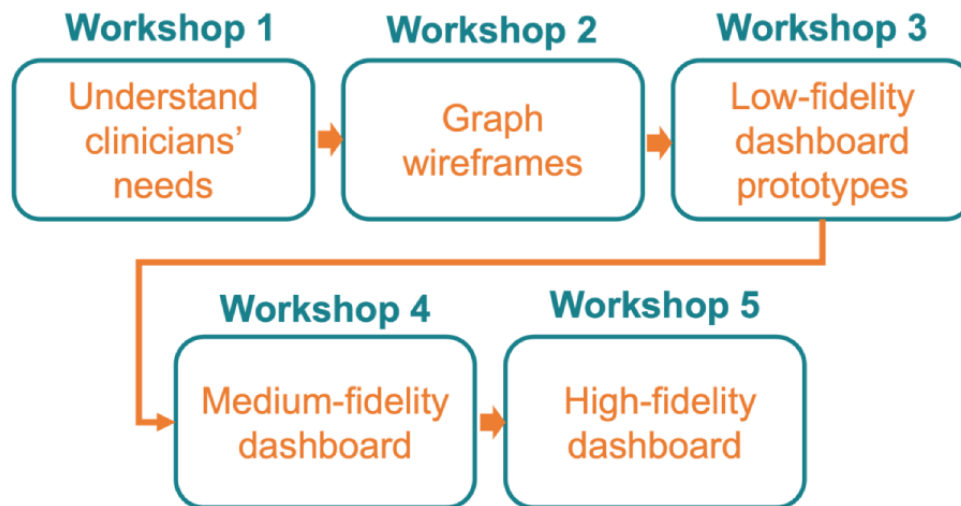 Workshop 1
Understand
clinicians’
needs
Workshop 2
Graph
wireframes
Workshop 3
Low-fidelity
dashboard
prototypes
Workshop 4
Medium-fidelity
dashboard
Workshop 5
High-fidelity
dashboard